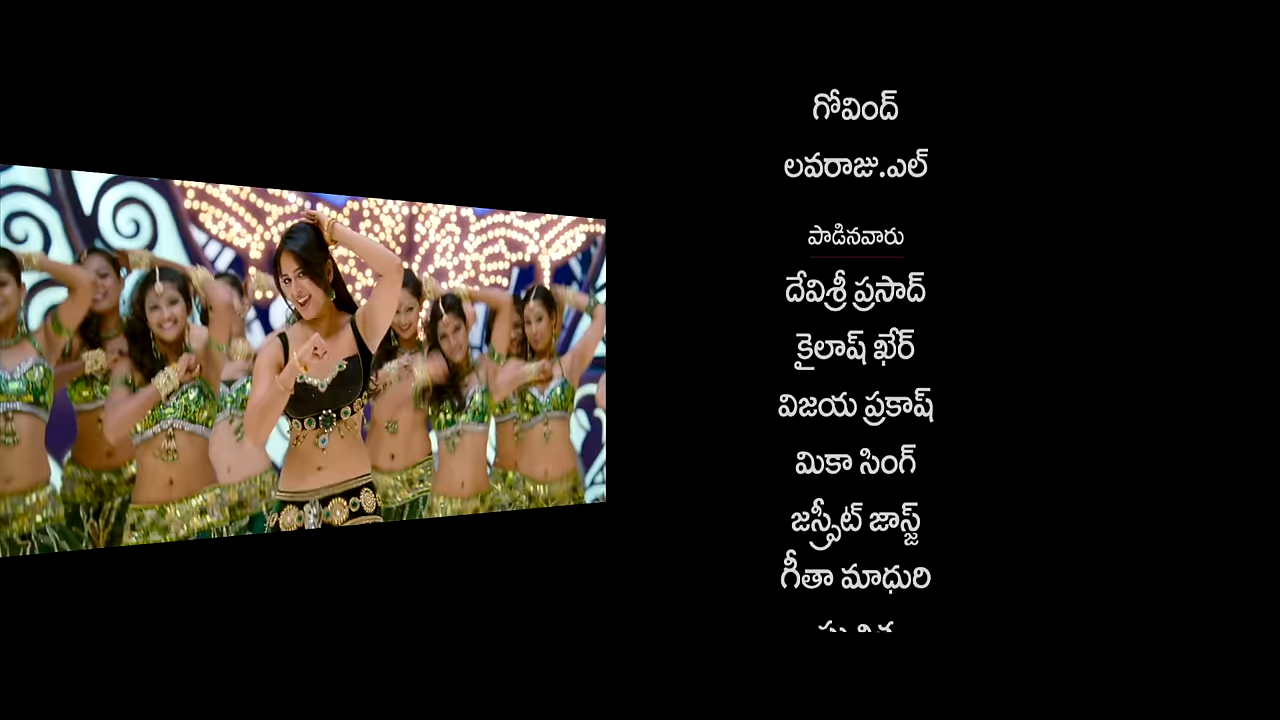 గోవింద్
లవరాజు.ఎల్
పాడినవారు
దేవిశ్రీ ప్రసాద్
కైలాష్ ఖేర్
విజయ ప్రకాష్
మికా సింగ్
జస్ప్రీట్ జాస్జ్
గీతా మాధురి